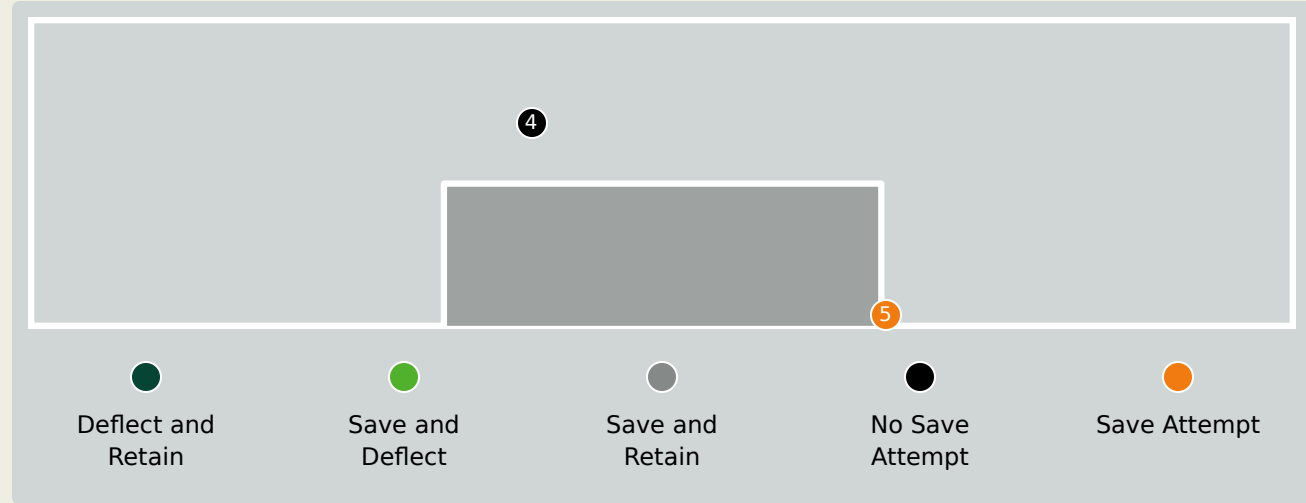 4
5
Deflect and
Retain
Save and
Deflect
Save and
Retain
No Save
Attempt
Save Attempt